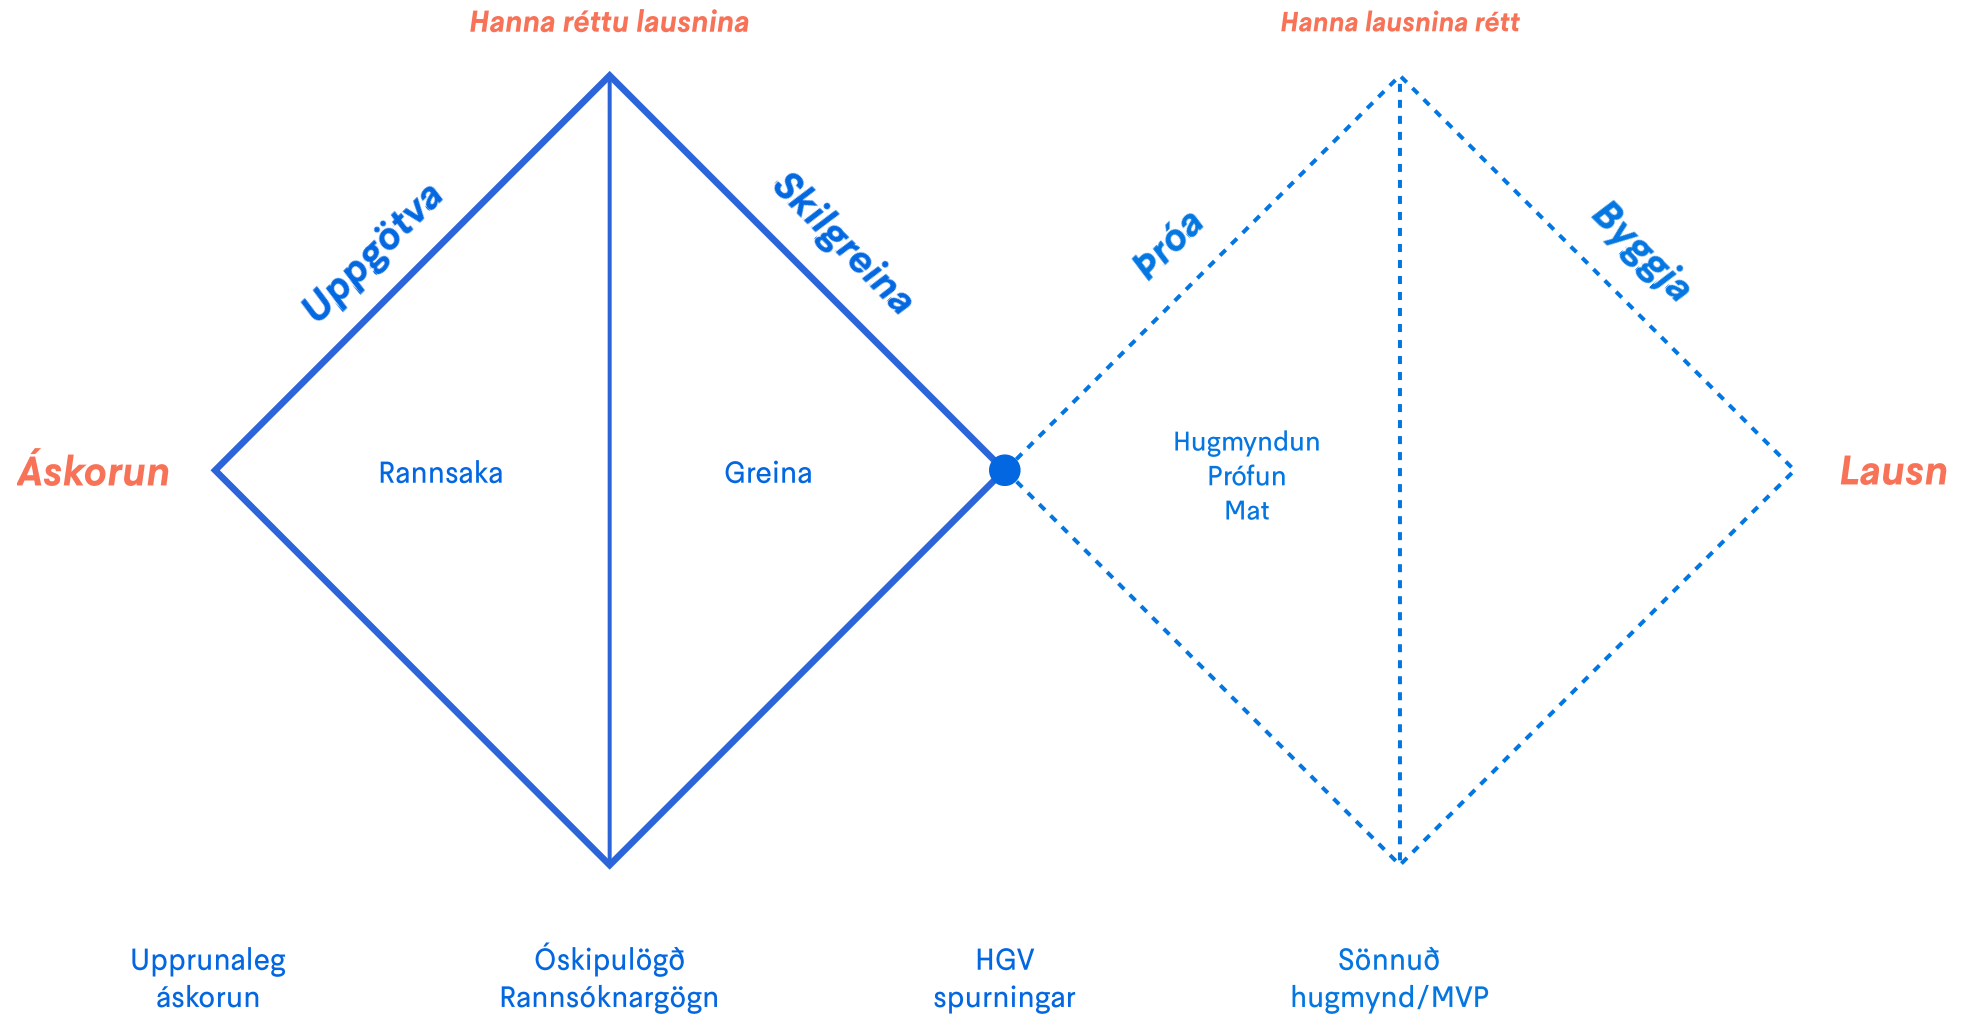 Hanna réttu lausnina
Hanna lausnina rétt
Uppgötva
Skilgreina
Þróa
Byggja
Áskorun
Rannsaka
Greina
Hugmyndun
Prófun
Mat
Lausn
Upprunaleg
áskorun
Óskipulögð
Rannsóknargögn
HGV
spurningar
Sönnuð
hugmynd/MVP